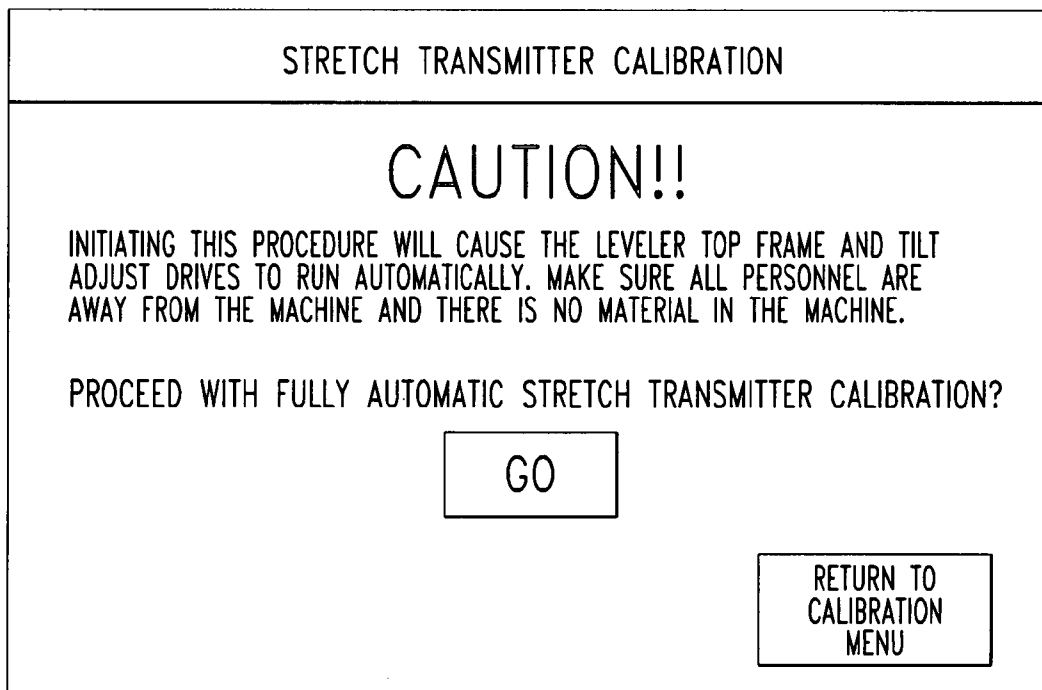 STRETCH TRANSMITTER CALIBRATION
CAUTION!!
INITIATING THIS PROCEDURE WILL CAUSE THE LEVELER TOP FRAME AND TILT
ADJUST DRIVES TO RUN AUTOMATICALLY. MAKE SURE ALL PERSONNEL ARE
AWAY FROM THE MACHINE AND THERE IS NO MATERIAL IN THE MACHINE.
PROCEED WITH FULLY AUTOMATIC STRETCH TRANSMITTER CALIBRATION?
GO
RETURN TO
CALIBRATION
MENU